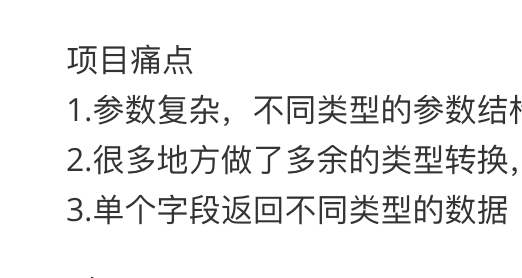 项目痛点
1.参数复杂，不同类型的参数结
2.很多地方做了多余的类型转换，
3.单个字段返回不同类型的数据